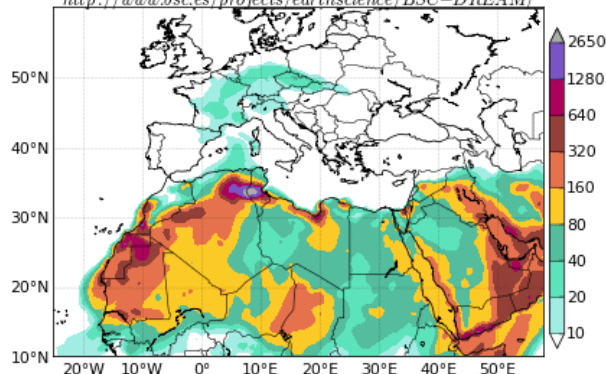 http://www.bsc.es/projects/earthscience/BSC−DREAM/
2650
1280
640
320
160
80
40
20
10
50°N
40°N
30°N
20°N
10°N
20°W 10°W 0° 10°E 20°E 30°E 40°E 50°E